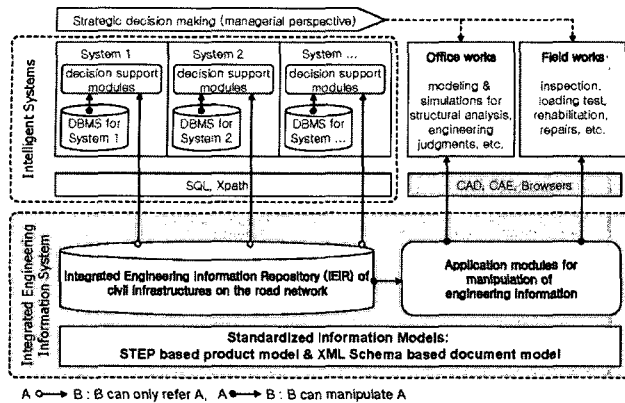 Strategic decision making (managerial perspective)
Intelligent Systems
System 1
decision support
modules
DBMS for
System 1
System 2
decision support
modules
DBMS for
System 2
System ...
decision support
modules
DBMS for
System ...
SQL, Xpath
Office works
modeling &
simulations for
structural analysis,
engineering
judgments, etc.
Field works
inspection,
loading test,
rehabilitation,
repairs, etc.
CAD, CAE, Browsers
Integrated Engineering
Information System
Integrated Engineering Information Repository (IEIR) of
civil infrastructures on the road network
Application modules for
manipulation of
engineering information
Standardized Information Models:
STEP based product model & XML Schema based document model
A → B : B can only refer A, A → B : B can manipulate A